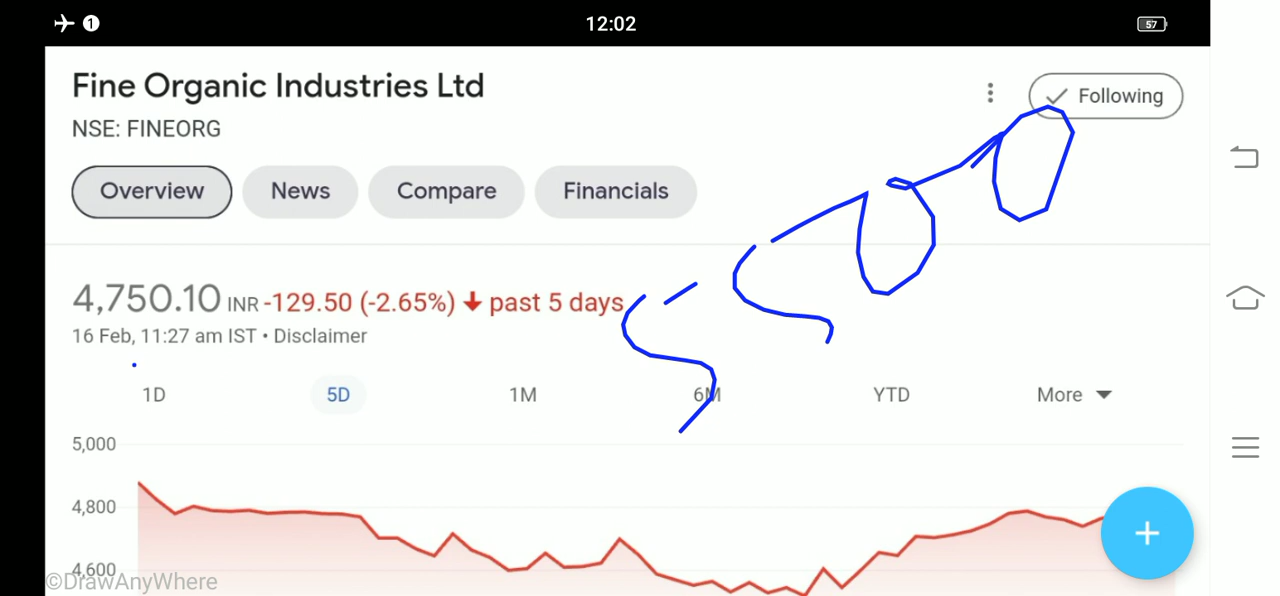 1 12:02 57
Fine Organic Industries Ltd
Following
NSE: FINEORG
Overview News Compare Financials
4,750.10 INR -129.50 (-2.65%) ↓ past 5 days
16 Feb, 11:27 am IST • Disclaimer
1D 5D 1M 6M YTD More
5,000
4,800
4,600
©DrawAnyWhere